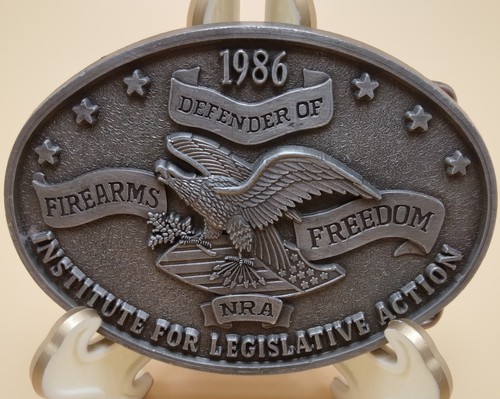 1986
DEFENDER OF
FIREARMS
FREEDOM
NRA
INSTITUTE FOR LEGISLATIVE ACTION